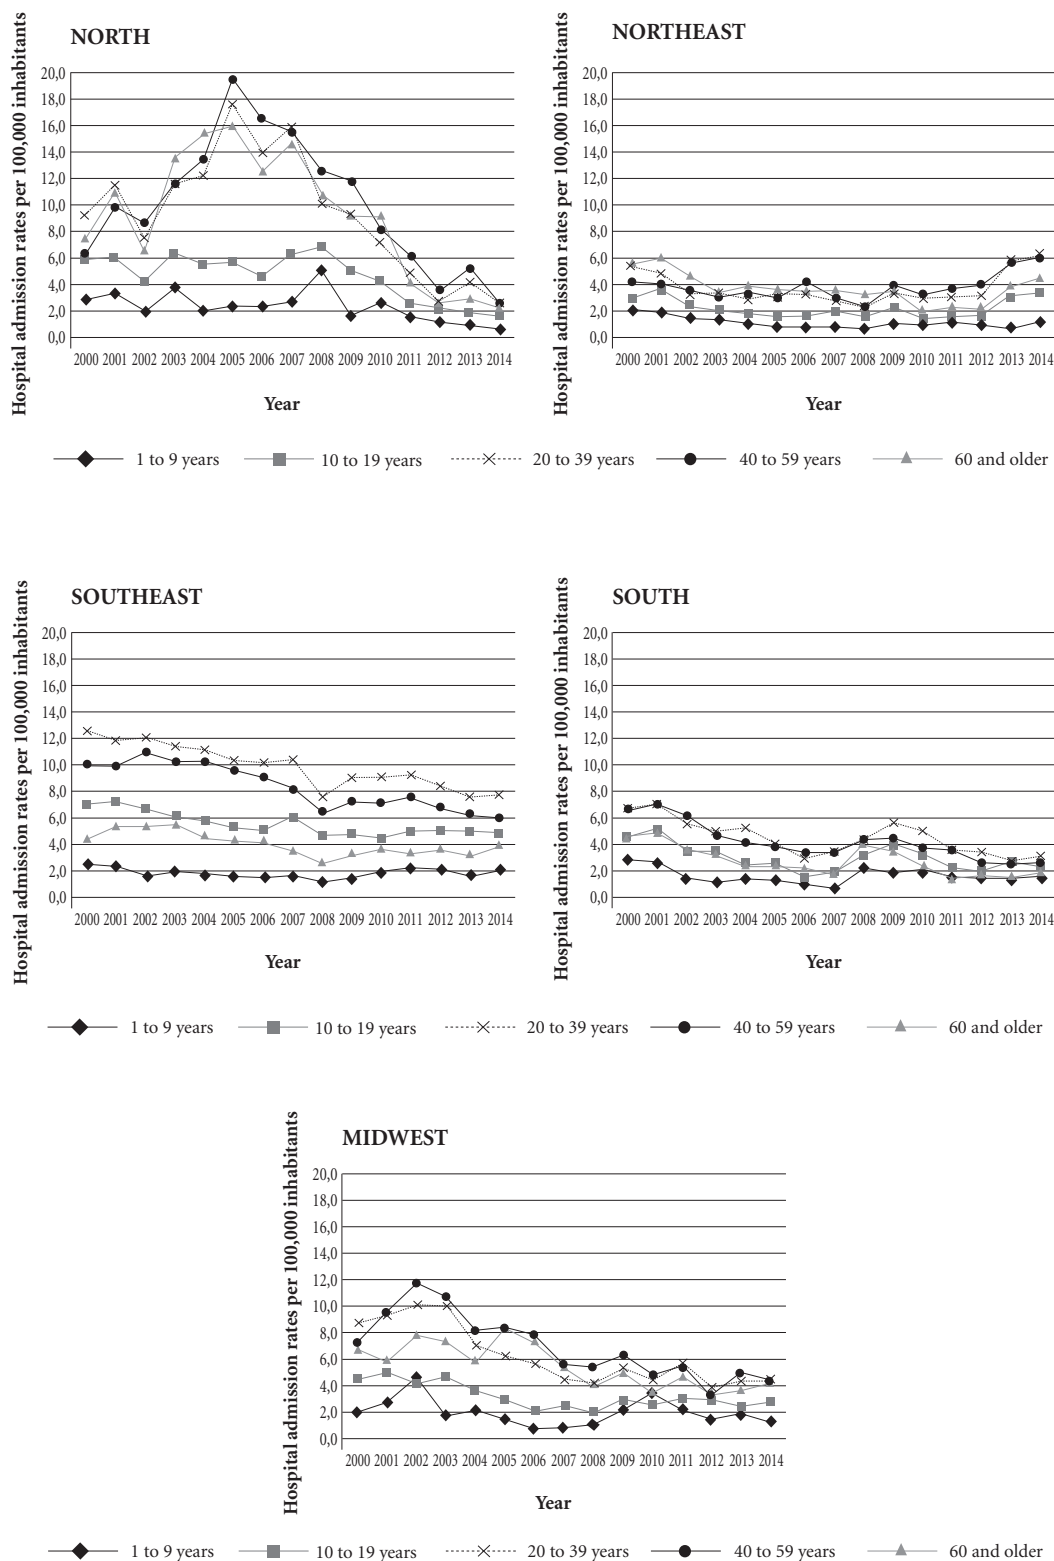 NORTH
Hospital admission rates per 100,000 inhabitants
20,0
18,0
16,0
14,0
12,0
10,0
8,0
6,0
4,0
2,0
0,0
2000 2001 2002 2003 2004 2005 2006 2007 2008 2009 2010 2011 2012 2013 2014
Year
NORTHEAST
Hospital admission rates per 100,000 inhabitants
20,0
18,0
16,0
14,0
12,0
10,0
8,0
6,0
4,0
2,0
0,0
2000 2001 2002 2003 2004 2005 2006 2007 2008 2009 2010 2011 2012 2013 2014
Year
1 to 9 years 10 to 19 years 20 to 39 years 40 to 59 years 60 and older
SOUTHEAST
Hospital admission rates per 100,000 inhabitants
20,0
18,0
16,0
14,0
12,0
10,0
8,0
6,0
4,0
2,0
0,0
2000 2001 2002 2003 2004 2005 2006 2007 2008 2009 2010 2011 2012 2013 2014
Year
SOUTH
Hospital admission rates per 100,000 inhabitants
20,0
18,0
16,0
14,0
12,0
10,0
8,0
6,0
4,0
2,0
0,0
2000 2001 2002 2003 2004 2005 2006 2007 2008 2009 2010 2011 2012 2013 2014
Year
1 to 9 years 10 to 19 years 20 to 39 years 40 to 59 years 60 and older
MIDWEST
Hospital admission rates per 100,000 inhabitants
20,0
18,0
16,0
14,0
12,0
10,0
8,0
6,0
4,0
2,0
0,0
2000 2001 2002 2003 2004 2005 2006 2007 2008 2009 2010 2011 2012 2013 2014
Year
1 to 9 years 10 to 19 years 20 to 39 years 40 to 59 years 60 and older